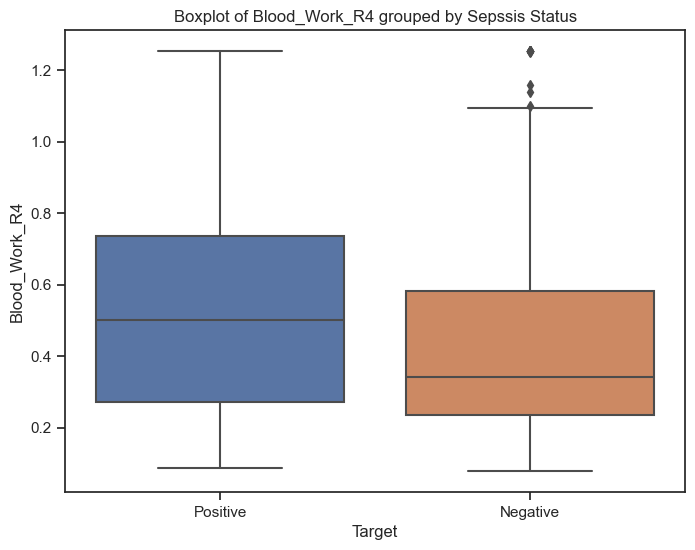 Boxplot of Blood_Work_R4 grouped by Sepssis Status
1.2
1.0
0.8
0.6
0.4
0.2
Blood_Work_R4
Positive
Negative
Target